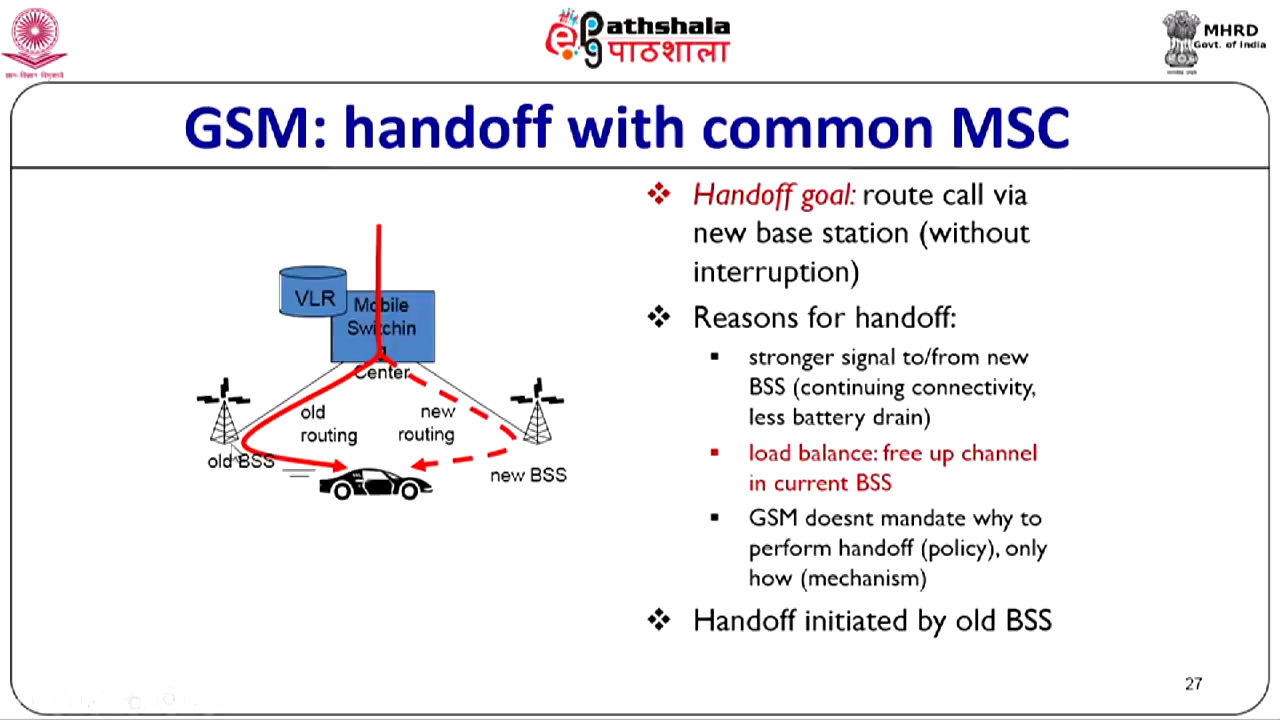 ePathshala
पाठशाला
MHRD
Govt. of India
GSM: handoff with common MSC
VLR
Mobile
Switchin
g
Center
old
routing
new
routing
old BSS
new BSS
❖ Handoff goal: route call via
new base station (without
interruption)
❖ Reasons for handoff:
▪ stronger signal to/from new
BSS (continuing connectivity,
less battery drain)
▪ load balance: free up channel
in current BSS
▪ GSM doesnt mandate why to
perform handoff (policy), only
how (mechanism)
❖ Handoff initiated by old BSS
27